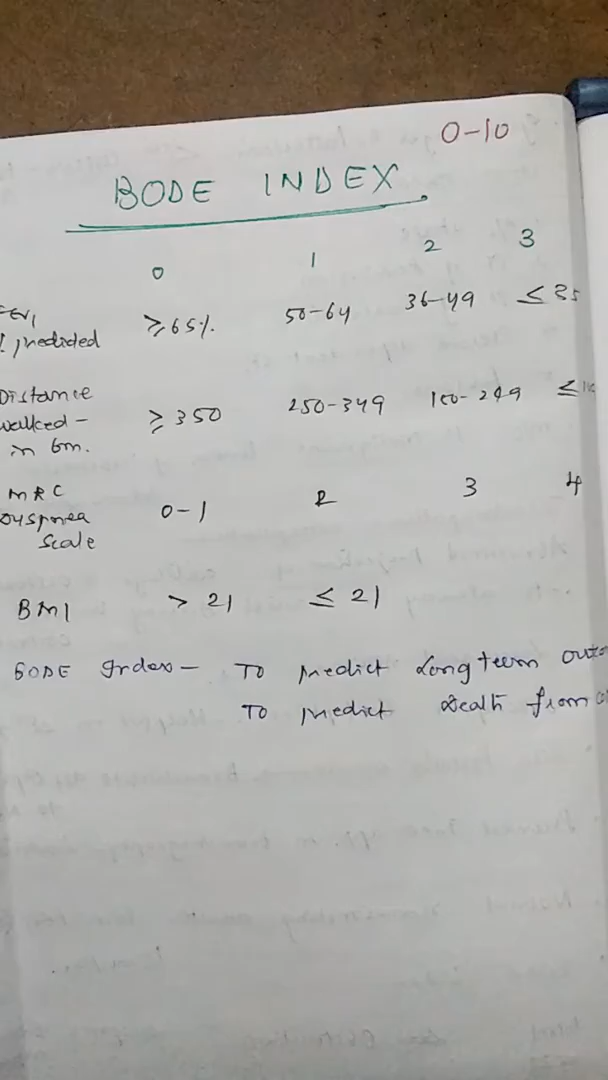 0-10
BODE INDEX
0 1 2 3
FEV1
% predicted ≥65% 50-64 36-49 ≤35
Distance
walked -
in 6m. ≥350 250-349 150-249 ≤
MRC
Dyspnea
Scale 0-1 2 3 4
BMI >21 ≤21
BODE Index - To predict long term
To predict death from